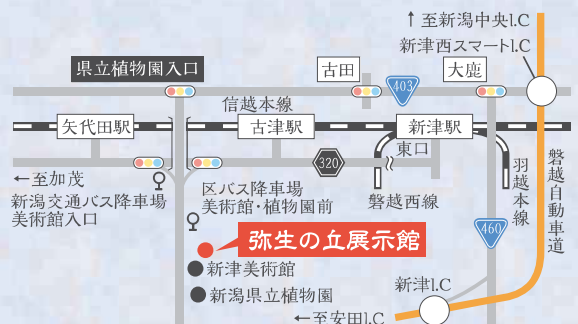 ↑至新潟中央I.C
新津西スマートI.C
県立植物園入口
古田
大鹿
403
信越本線
矢代田駅
古津駅
新津駅
東口
320
←至加茂
新潟交通バス降車場
美術館入口
区バス降車場
美術館・植物園前
磐越西線
羽越本線
磐越自動車道
460
弥生の丘展示館
新津美術館
新潟県立植物園
新津I.C
←至安田I.C